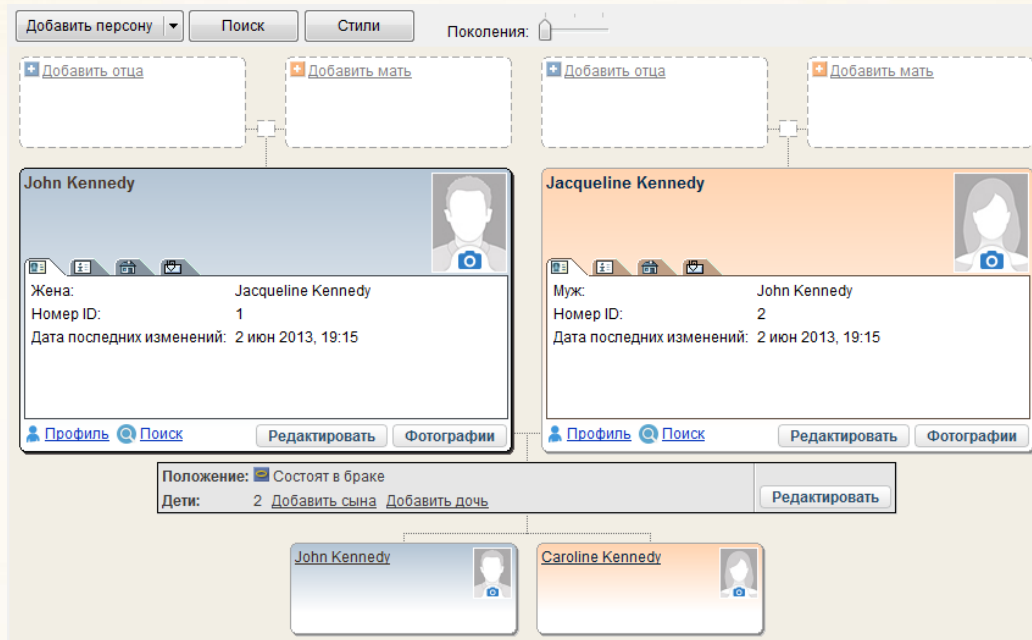 Добавить персону Поиск Стили Поколения:
Добавить отца Добавить мать Добавить отца Добавить мать
John Kennedy
Жена: Jacqueline Kennedy
Номер ID: 1
Дата последних изменений: 2 июн 2013, 19:15
Профиль Поиск Редактировать Фотографии
Jacqueline Kennedy
Муж: John Kennedy
Номер ID: 2
Дата последних изменений: 2 июн 2013, 19:15
Профиль Поиск Редактировать Фотографии
Положение: Состоят в браке
Дети: 2 Добавить сына Добавить дочь
Редактировать
John Kennedy Caroline Kennedy